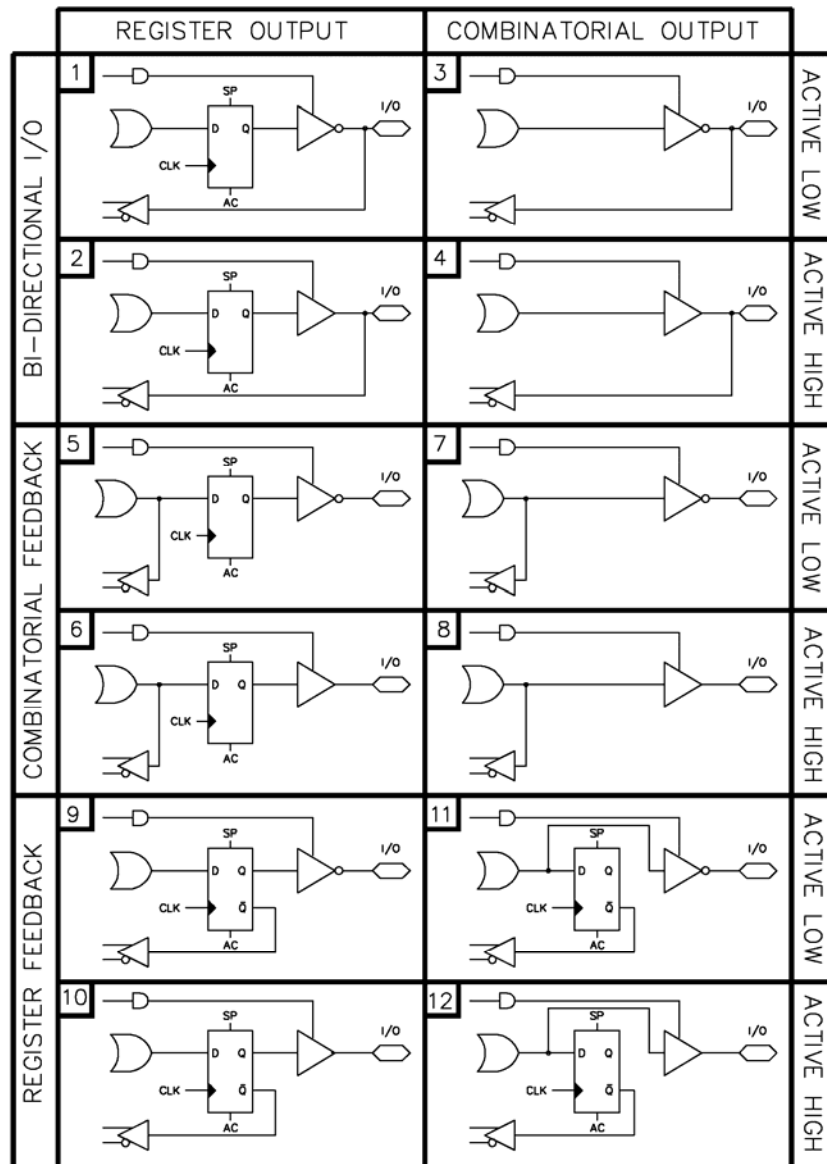 REGISTER OUTPUT
COMBINATORIAL OUTPUT
BI-DIRECTIONAL I/O
1
SP
I/O
D Q
CLK
AC
3
I/O
ACTIVE LOW
2
SP
I/O
D Q
CLK
AC
4
I/O
ACTIVE HIGH
COMBINATORIAL FEEDBACK
5
SP
I/O
D Q
CLK
AC
7
I/O
ACTIVE LOW
6
SP
I/O
D Q
CLK
AC
8
I/O
ACTIVE HIGH
REGISTER FEEDBACK
9
SP
I/O
D Q
CLK Q̅
AC
11
SP
I/O
D Q
CLK Q̅
AC
ACTIVE LOW
10
SP
I/O
D Q
CLK Q̅
AC
12
SP
I/O
D Q
CLK Q̅
AC
ACTIVE HIGH